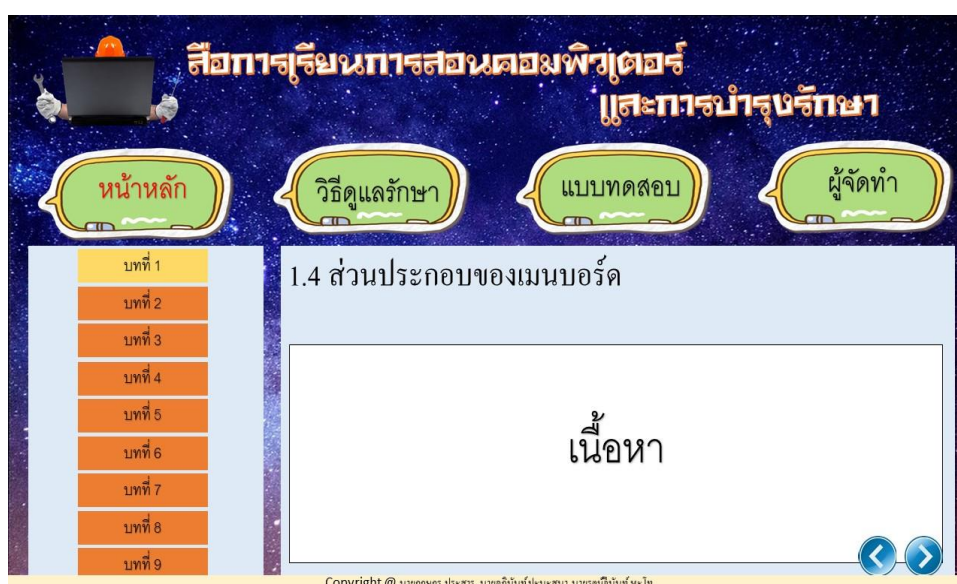 สื่อการเรียนการสอนคอมพิวเตอร์
และการบำรุงรักษา
หน้าหลัก
วิธีดูแลรักษา
แบบทดสอบ
ผู้จัดทำ
บทที่ 1
บทที่ 2
บทที่ 3
บทที่ 4
บทที่ 5
บทที่ 6
บทที่ 7
บทที่ 8
บทที่ 9
1.4 ส่วนประกอบของเมนบอร์ด
เนื้อหา
Copyright @